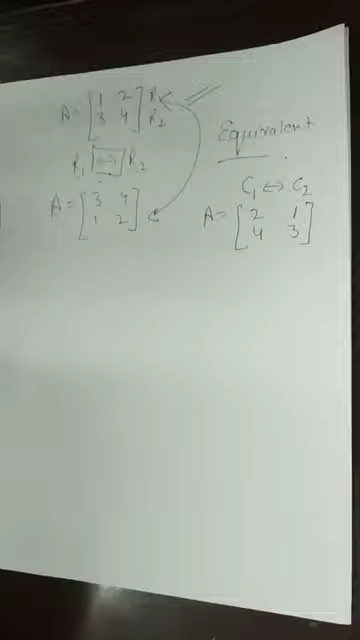 A = [1 2 R1
3 4] R2
R1 ↔ R2
A = [3 4
1 2]
Equivalent.
C1 ↔ C2
A = [2 1
4 3]